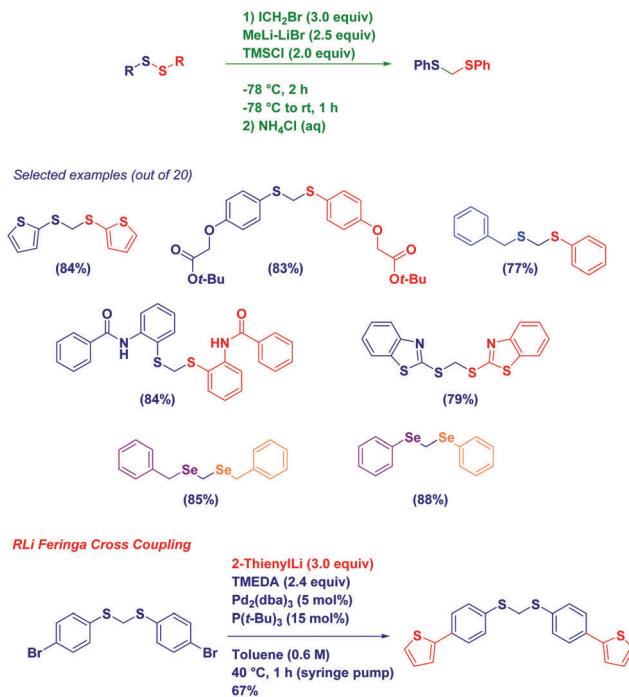 1) ICH2Br (3.0 equiv)
MeLi-LiBr (2.5 equiv)
TMSCl (2.0 equiv)
R S S R
PhS SPh
-78 °C, 2 h
-78 °C to rt, 1 h
2) NH4Cl (aq)
Selected examples (out of 20)
S S S S
(84%)
S S
O O
O O
Ot-Bu Ot-Bu
(83%)
S S
(77%)
O O
N H HN
S S
(84%)
N N
S S S S
(79%)
Se Se
(85%)
Se Se
(88%)
RLi Feringa Cross Coupling
2-ThienylLi (3.0 equiv)
TMEDA (2.4 equiv)
Pd2(dba)3 (5 mol%)
P(t-Bu)3 (15 mol%)
S S
Br Br
S S
S S
Toluene (0.6 M)
40 °C, 1 h (syringe pump)
67%